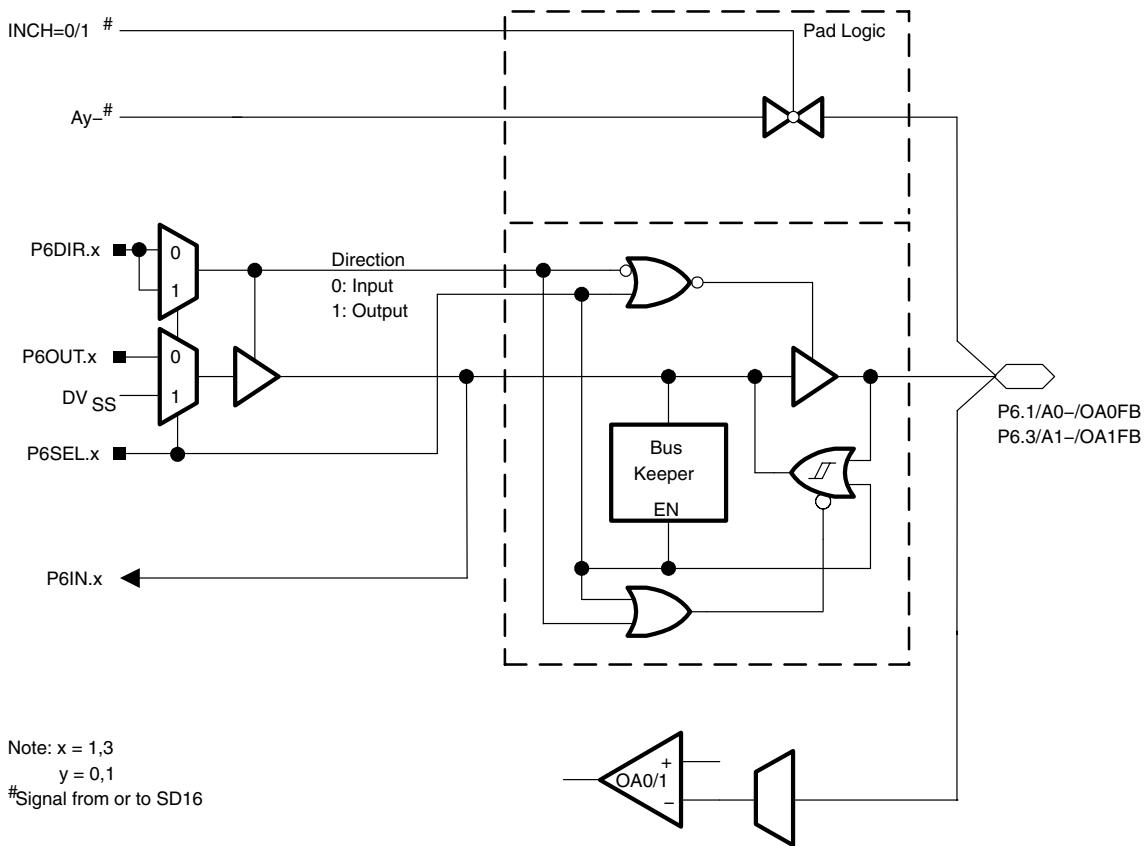 INCH=0/1 #
Pad Logic
Ay–#
P6DIR.x
0
1
Direction
0: Input
1: Output
P6OUT.x
0
DVSS
1
P6SEL.x
P6.1/A0–/OA0FB
P6.3/A1–/OA1FB
Bus
Keeper
EN
P6IN.x
Note: x = 1,3
y = 0,1
#Signal from or to SD16
+
OA0/1
–